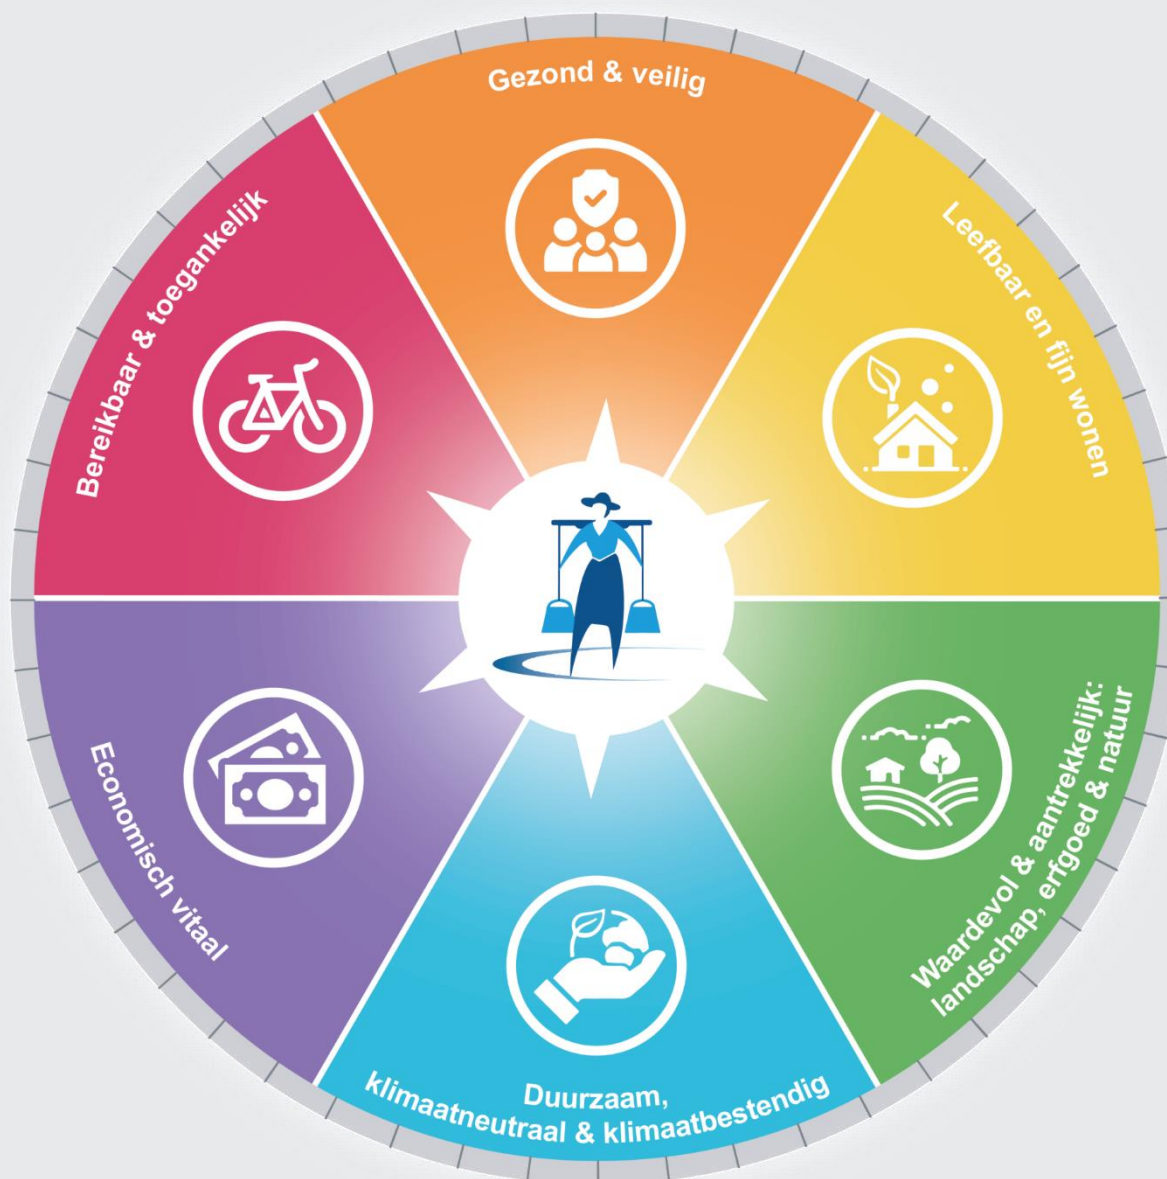 Gezond & veilig
Leefbaar en fijn wonen
Waardevol & aantrekkelijk:
landschap, erfgoed & natuur
Duurzaam,
klimaatneutraal & klimaatbestendig
Economisch vitaal
Bereikbaar & toegankelijk